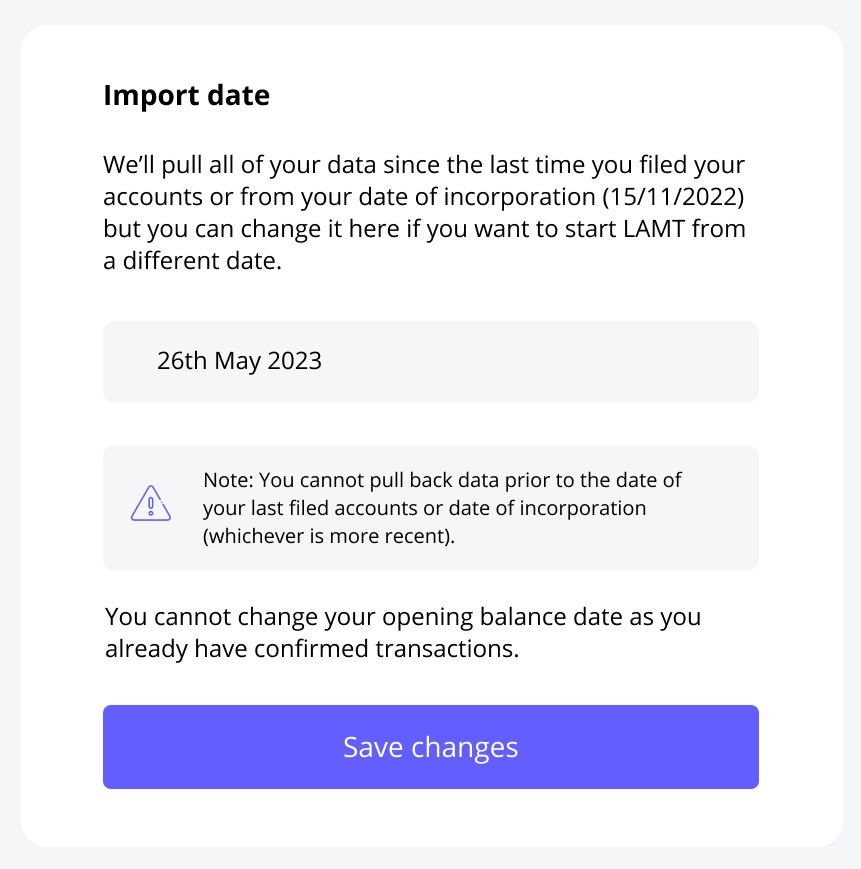 Import date
We’ll pull all of your data since the last time you filed your
accounts or from your date of incorporation (15/11/2022)
but you can change it here if you want to start LAMT from
a different date.
26th May 2023
Note: You cannot pull back data prior to the date of
your last filed accounts or date of incorporation
(whichever is more recent).
You cannot change your opening balance date as you
already have confirmed transactions.
Save changes